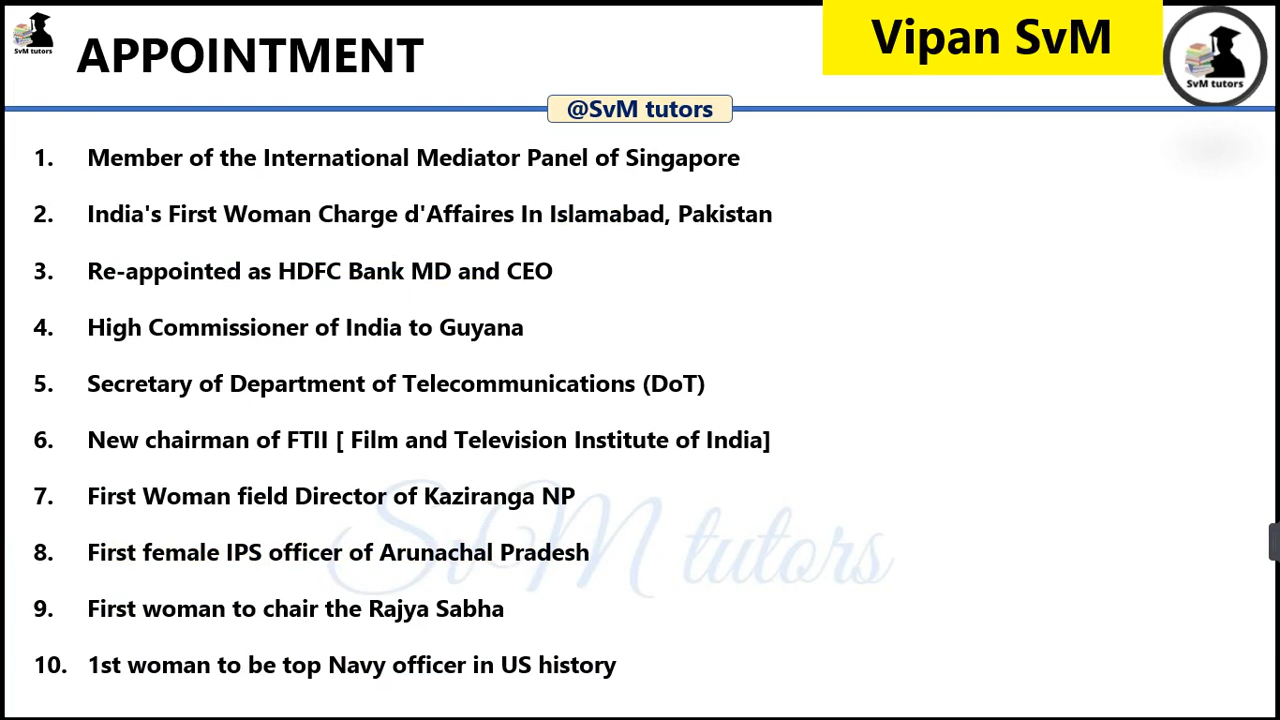 SvM tutors
APPOINTMENT
Vipan SvM
SvM tutors
@SvM tutors
1. Member of the International Mediator Panel of Singapore
2. India's First Woman Charge d'Affaires In Islamabad, Pakistan
3. Re-appointed as HDFC Bank MD and CEO
4. High Commissioner of India to Guyana
5. Secretary of Department of Telecommunications (DoT)
6. New chairman of FTII [ Film and Television Institute of India]
7. First Woman field Director of Kaziranga NP
8. First female IPS officer of Arunachal Pradesh
9. First woman to chair the Rajya Sabha
10. 1st woman to be top Navy officer in US history
SvM tutors